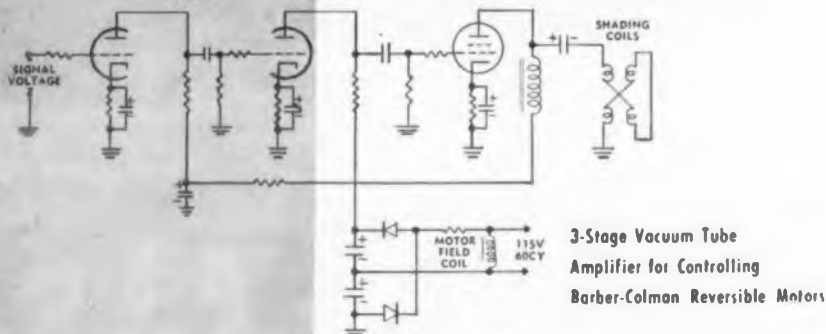 SHADING
COILS
SIGNAL
VOLTAGE
MOTOR
FIELD
COIL
115V
60CY
3-Stage Vacuum Tube
Amplifier for Controlling
Barber-Colman Reversible Motors